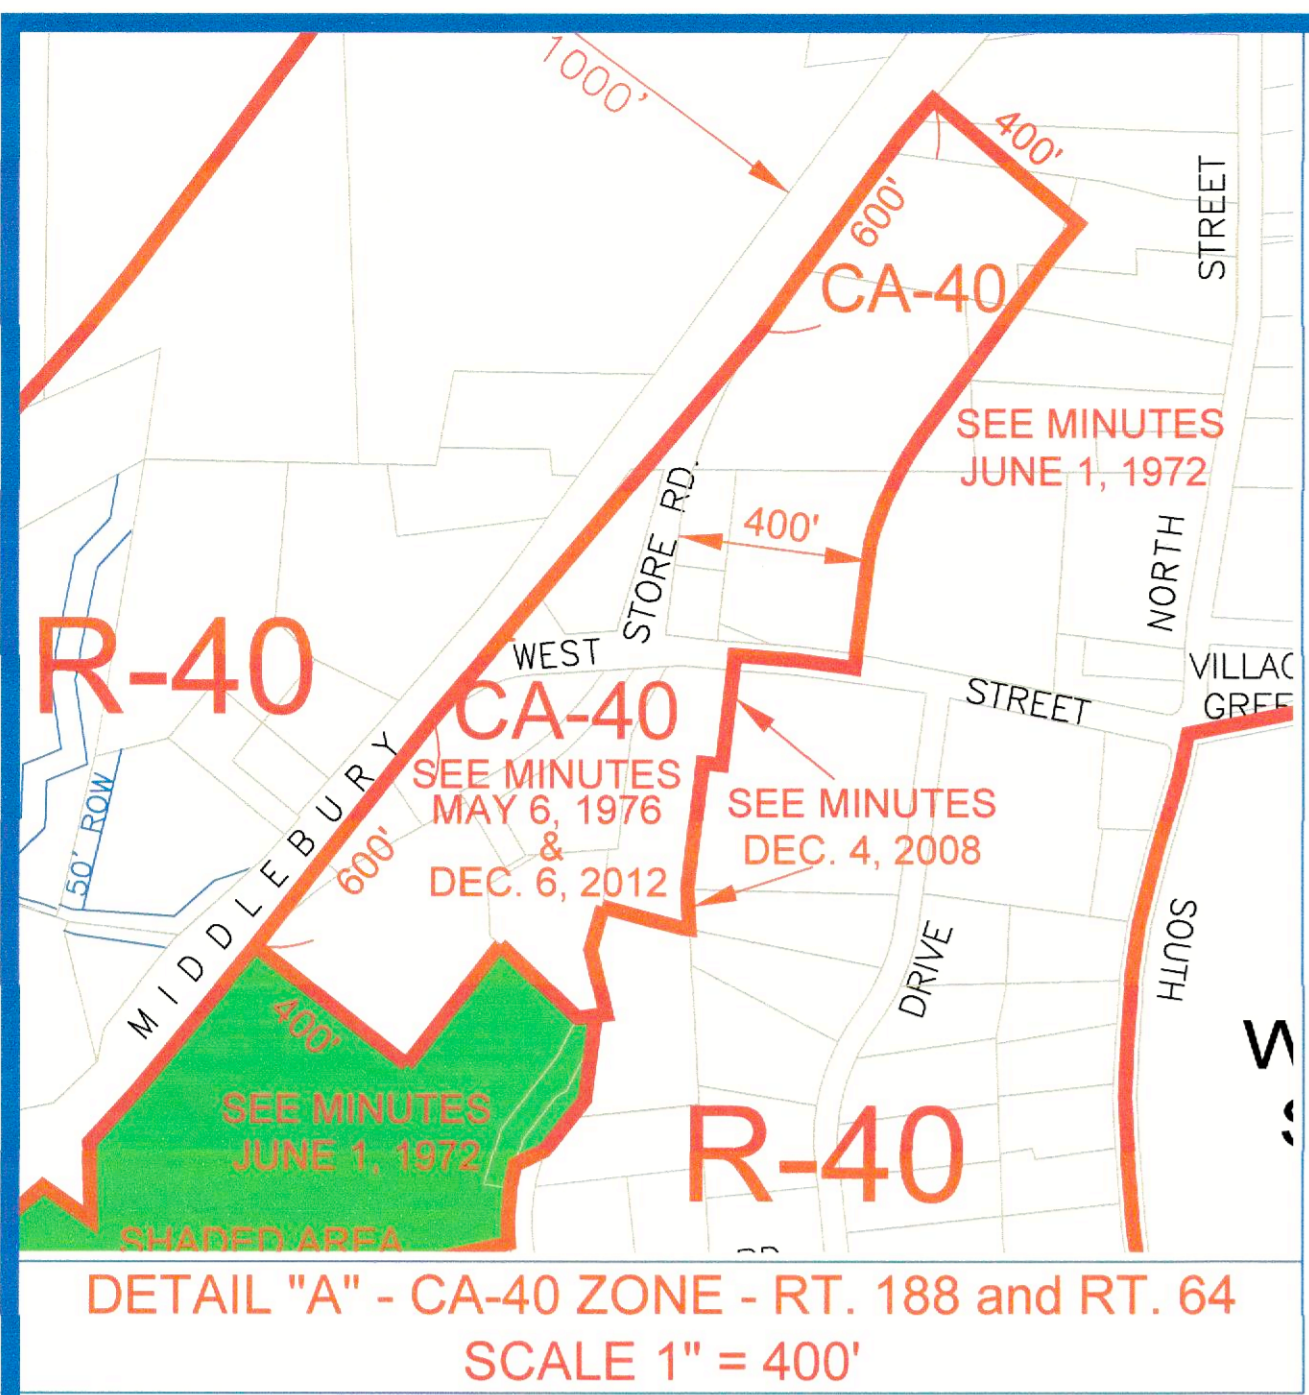 1000'
400'
600'
CA-40
STREET
SEE MINUTES
JUNE 1, 1972
STORE RD.
400'
NORTH
R-40
WEST
STREET
VILLAG
GREE
CA-40
SEE MINUTES
MAY 6, 1976
&
DEC. 6, 2012
SEE MINUTES
DEC. 4, 2008
50' ROW
MIDDLEBURY
600'
DRIVE
SOUTH
400'
SEE MINUTES
JUNE 1, 1972
R-40
SHADED AREA
DETAIL "A" - CA-40 ZONE - RT. 188 and RT. 64
SCALE 1" = 400'